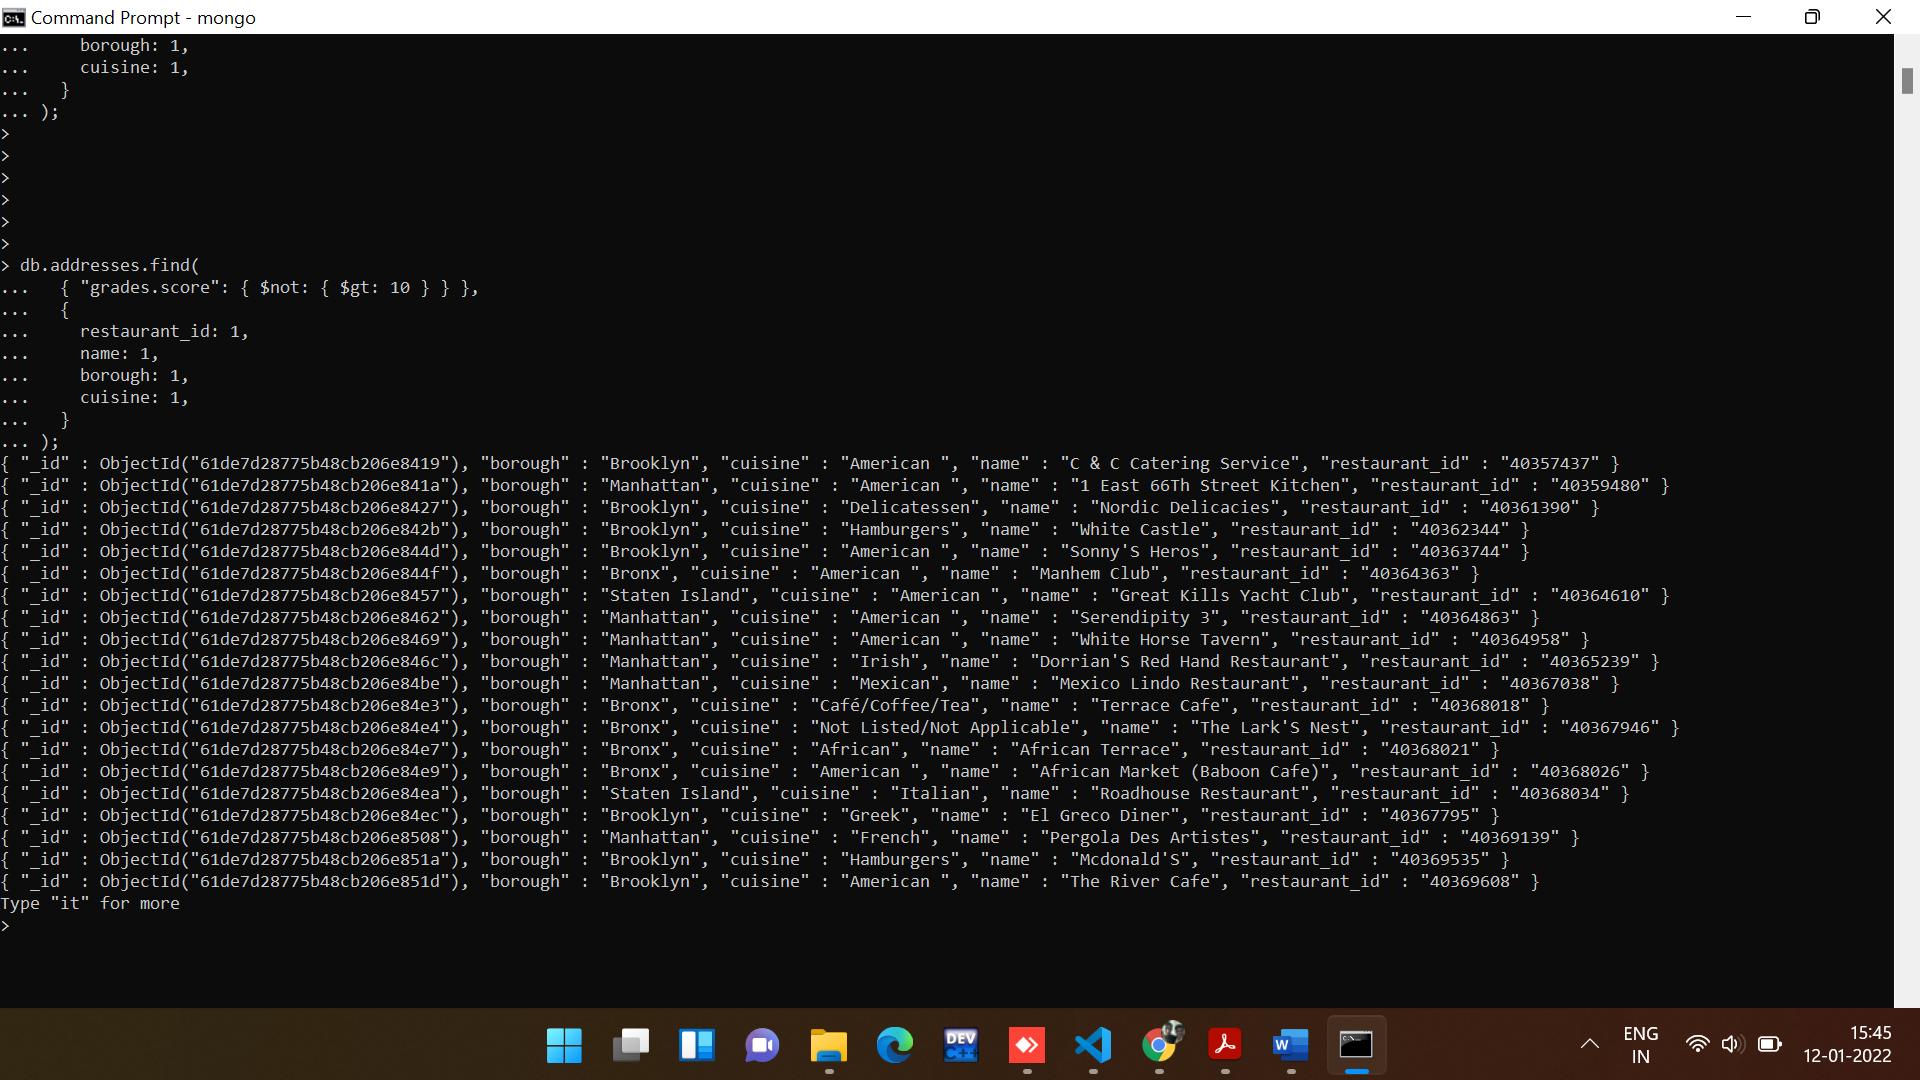 Command Prompt - mongo
...     borough: 1,
...     cuisine: 1,
...   }
... );
>
>
>
>
>
>
> db.addresses.find(
...   { "grades.score": { $not: { $gt: 10 } } },
...   {
...     restaurant_id: 1,
...     name: 1,
...     borough: 1,
...     cuisine: 1,
...   }
... );
{ "_id" : ObjectId("61de7d28775b48cb206e8419"), "borough" : "Brooklyn", "cuisine" : "American ", "name" : "C & C Catering Service", "restaurant_id" : "40357437" }
{ "_id" : ObjectId("61de7d28775b48cb206e841a"), "borough" : "Manhattan", "cuisine" : "American ", "name" : "1 East 66Th Street Kitchen", "restaurant_id" : "40359480" }
{ "_id" : ObjectId("61de7d28775b48cb206e8427"), "borough" : "Brooklyn", "cuisine" : "Delicatessen", "name" : "Nordic Delicacies", "restaurant_id" : "40361390" }
{ "_id" : ObjectId("61de7d28775b48cb206e842b"), "borough" : "Brooklyn", "cuisine" : "Hamburgers", "name" : "White Castle", "restaurant_id" : "40362344" }
{ "_id" : ObjectId("61de7d28775b48cb206e844d"), "borough" : "Brooklyn", "cuisine" : "American ", "name" : "Sonny'S Heros", "restaurant_id" : "40363744" }
{ "_id" : ObjectId("61de7d28775b48cb206e844f"), "borough" : "Bronx", "cuisine" : "American ", "name" : "Manhem Club", "restaurant_id" : "40364363" }
{ "_id" : ObjectId("61de7d28775b48cb206e8457"), "borough" : "Staten Island", "cuisine" : "American ", "name" : "Great Kills Yacht Club", "restaurant_id" : "40364610" }
{ "_id" : ObjectId("61de7d28775b48cb206e8462"), "borough" : "Manhattan", "cuisine" : "American ", "name" : "Serendipity 3", "restaurant_id" : "40364863" }
{ "_id" : ObjectId("61de7d28775b48cb206e8469"), "borough" : "Manhattan", "cuisine" : "American ", "name" : "White Horse Tavern", "restaurant_id" : "40364958" }
{ "_id" : ObjectId("61de7d28775b48cb206e846c"), "borough" : "Manhattan", "cuisine" : "Irish", "name" : "Dorrian'S Red Hand Restaurant", "restaurant_id" : "40365239" }
{ "_id" : ObjectId("61de7d28775b48cb206e84be"), "borough" : "Manhattan", "cuisine" : "Mexican", "name" : "Mexico Lindo Restaurant", "restaurant_id" : "40367038" }
{ "_id" : ObjectId("61de7d28775b48cb206e84e3"), "borough" : "Bronx", "cuisine" : "Café/Coffee/Tea", "name" : "Terrace Cafe", "restaurant_id" : "40368018" }
{ "_id" : ObjectId("61de7d28775b48cb206e84e4"), "borough" : "Bronx", "cuisine" : "Not Listed/Not Applicable", "name" : "The Lark'S Nest", "restaurant_id" : "40367946" }
{ "_id" : ObjectId("61de7d28775b48cb206e84e7"), "borough" : "Bronx", "cuisine" : "African", "name" : "African Terrace", "restaurant_id" : "40368021" }
{ "_id" : ObjectId("61de7d28775b48cb206e84e9"), "borough" : "Bronx", "cuisine" : "American ", "name" : "African Market (Baboon Cafe)", "restaurant_id" : "40368026" }
{ "_id" : ObjectId("61de7d28775b48cb206e84ea"), "borough" : "Staten Island", "cuisine" : "Italian", "name" : "Roadhouse Restaurant", "restaurant_id" : "40368034" }
{ "_id" : ObjectId("61de7d28775b48cb206e84ec"), "borough" : "Brooklyn", "cuisine" : "Greek", "name" : "El Greco Diner", "restaurant_id" : "40367795" }
{ "_id" : ObjectId("61de7d28775b48cb206e8508"), "borough" : "Manhattan", "cuisine" : "French", "name" : "Pergola Des Artistes", "restaurant_id" : "40369139" }
{ "_id" : ObjectId("61de7d28775b48cb206e851a"), "borough" : "Brooklyn", "cuisine" : "Hamburgers", "name" : "Mcdonald'S", "restaurant_id" : "40369535" }
{ "_id" : ObjectId("61de7d28775b48cb206e851d"), "borough" : "Brooklyn", "cuisine" : "American ", "name" : "The River Cafe", "restaurant_id" : "40369608" }
Type "it" for more
>
DEV
C++
W
ENG
IN
15:45
12-01-2022